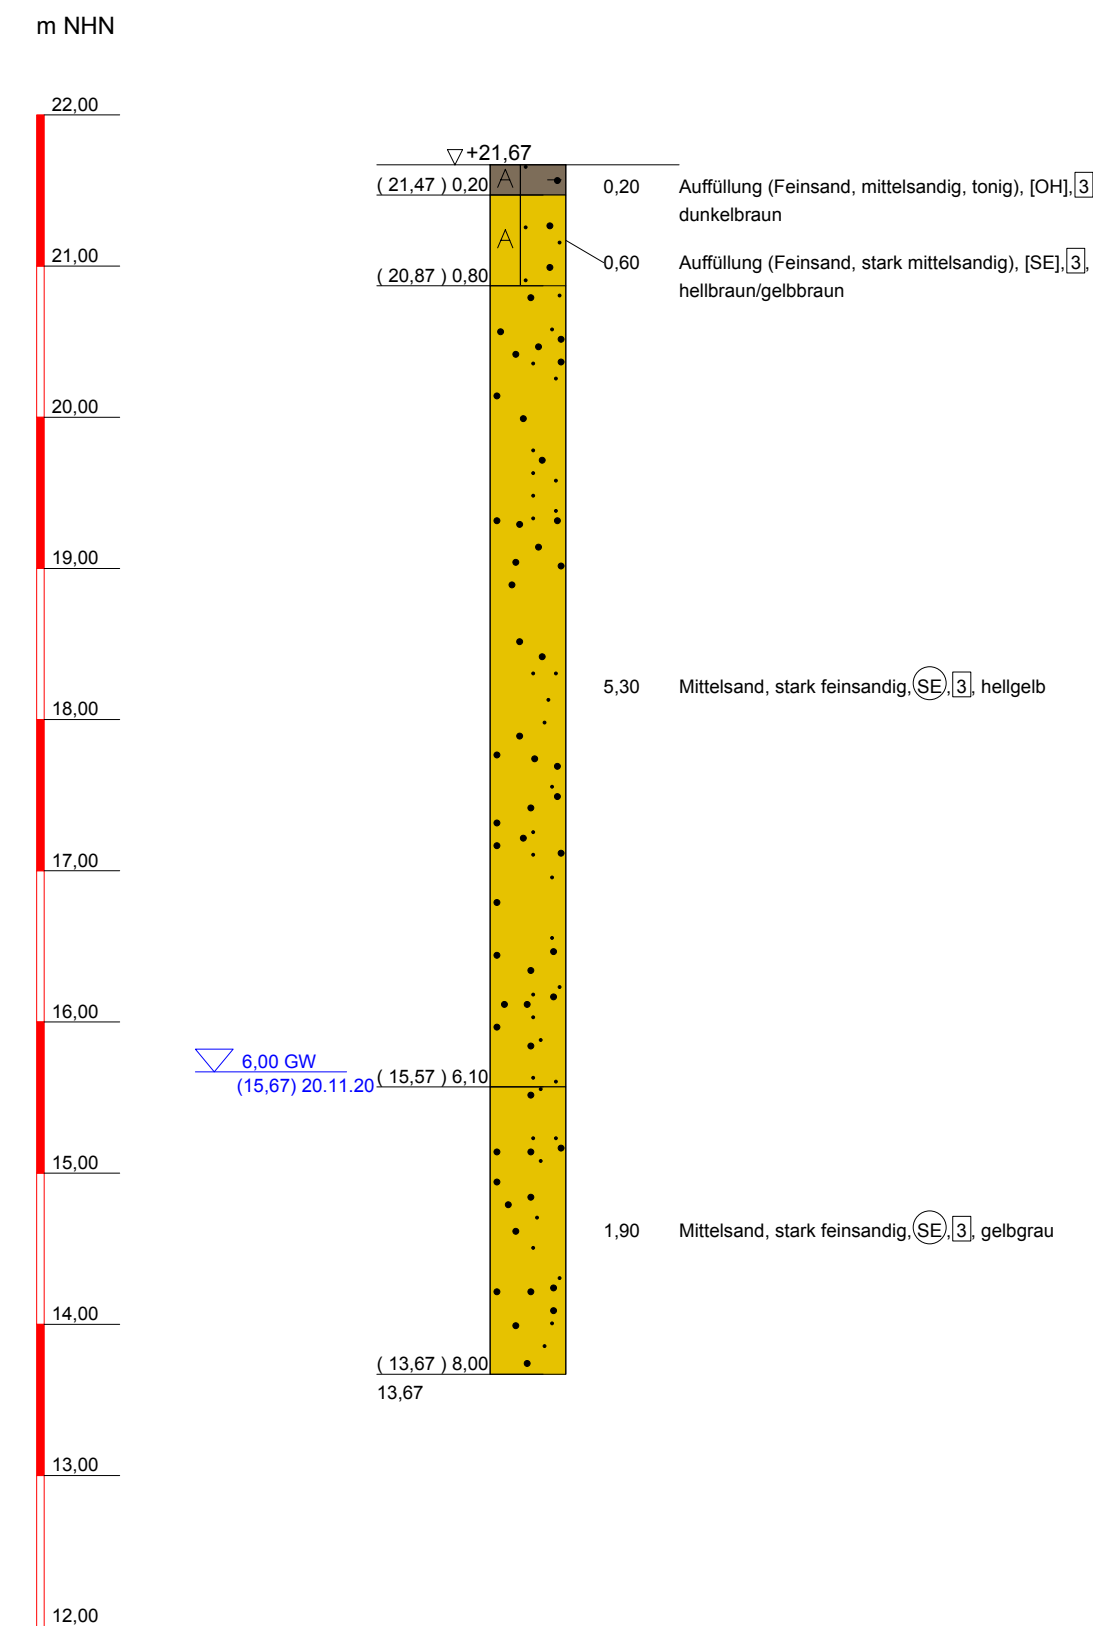 m NHN
22,00
+21,67
( 21,47 ) 0,20
A
0,20
Auffüllung (Feinsand, mittelsandig, tonig), [OH], 3
dunkelbraun
A
21,00
0,60
Auffüllung (Feinsand, stark mittelsandig), [SE], 3,
hellbraun/gelbbraun
( 20,87 ) 0,80
20,00
19,00
5,30
Mittelsand, stark feinsandig, SE, 3, hellgelb
18,00
17,00
16,00
6,00 GW
(15,67) 20.11.20
( 15,57 ) 6,10
15,00
1,90
Mittelsand, stark feinsandig, SE, 3, gelbgrau
14,00
( 13,67 ) 8,00
13,67
13,00
12,00